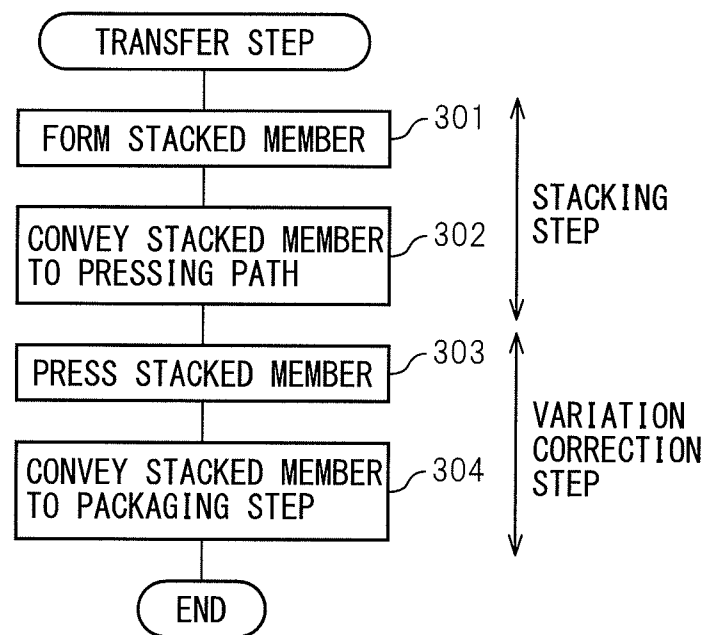 TRANSFER STEP
FORM STACKED MEMBER
301
CONVEY STACKED MEMBER
TO PRESSING PATH
302
STACKING
STEP
PRESS STACKED MEMBER
303
CONVEY STACKED MEMBER
TO PACKAGING STEP
304
VARIATION
CORRECTION
STEP
END